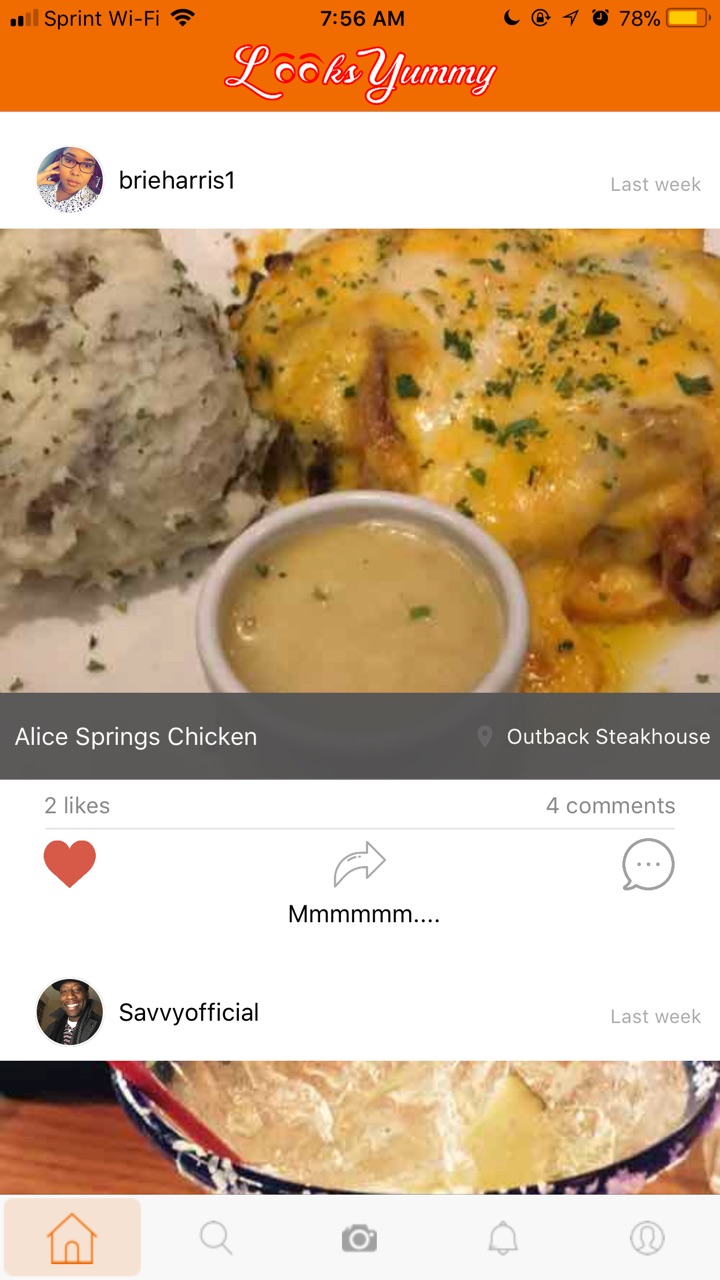 Sprint Wi-Fi 7:56 AM 78%
LooksYummy
brieharris1 Last week
Alice Springs Chicken Outback Steakhouse
2 likes 4 comments
Mmmmmm....
Savvyofficial Last week